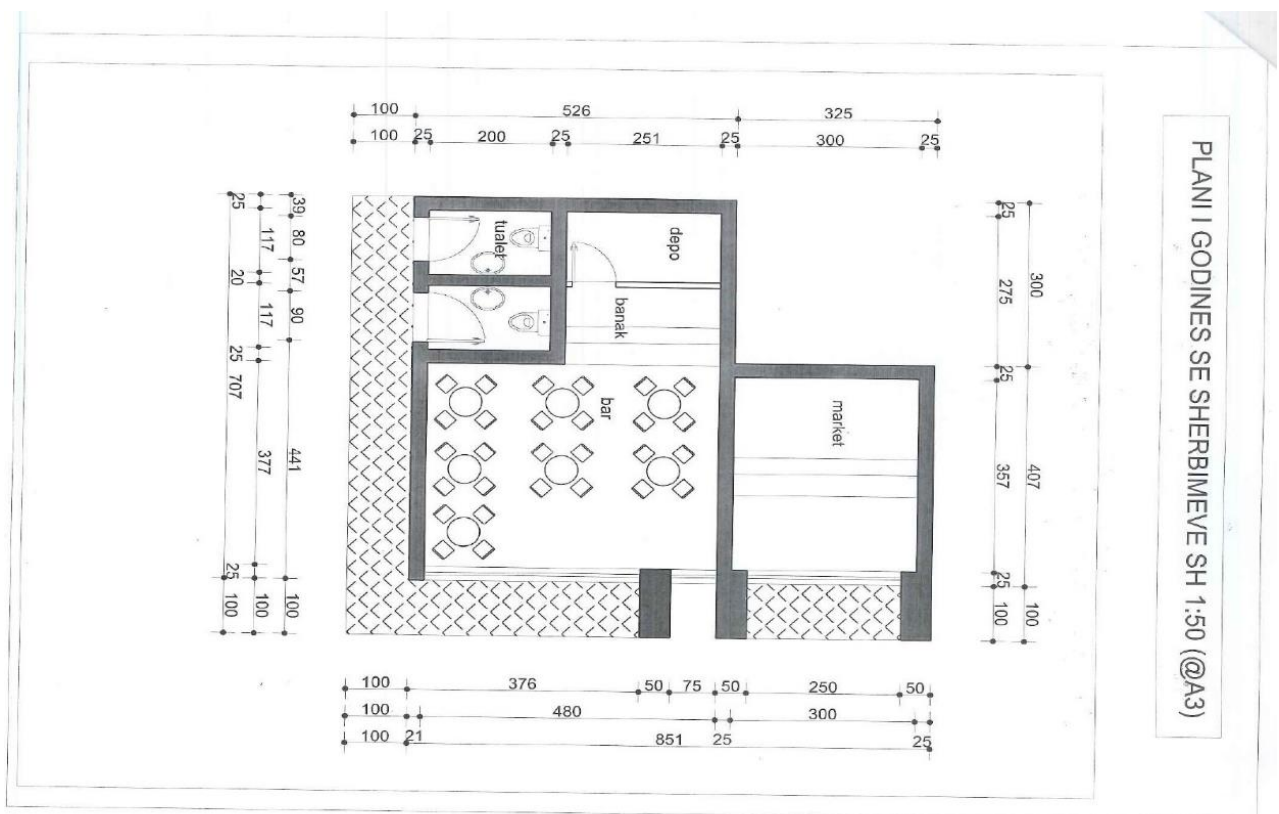 PLANI I GODINES SE SHERBIMEVE SH 1:50 (@A3)
100 526 325
100 25 200 25 251 25 300 25
39 80 57 90 441 100
25 117 20 117 25 377 25 100
25 707 100
300 407 100
25 275 25 357 25 100
tualet
depo
banak
bar
market
100 376 50 75 50 250 50
100 480 300
100 21 851 25 25